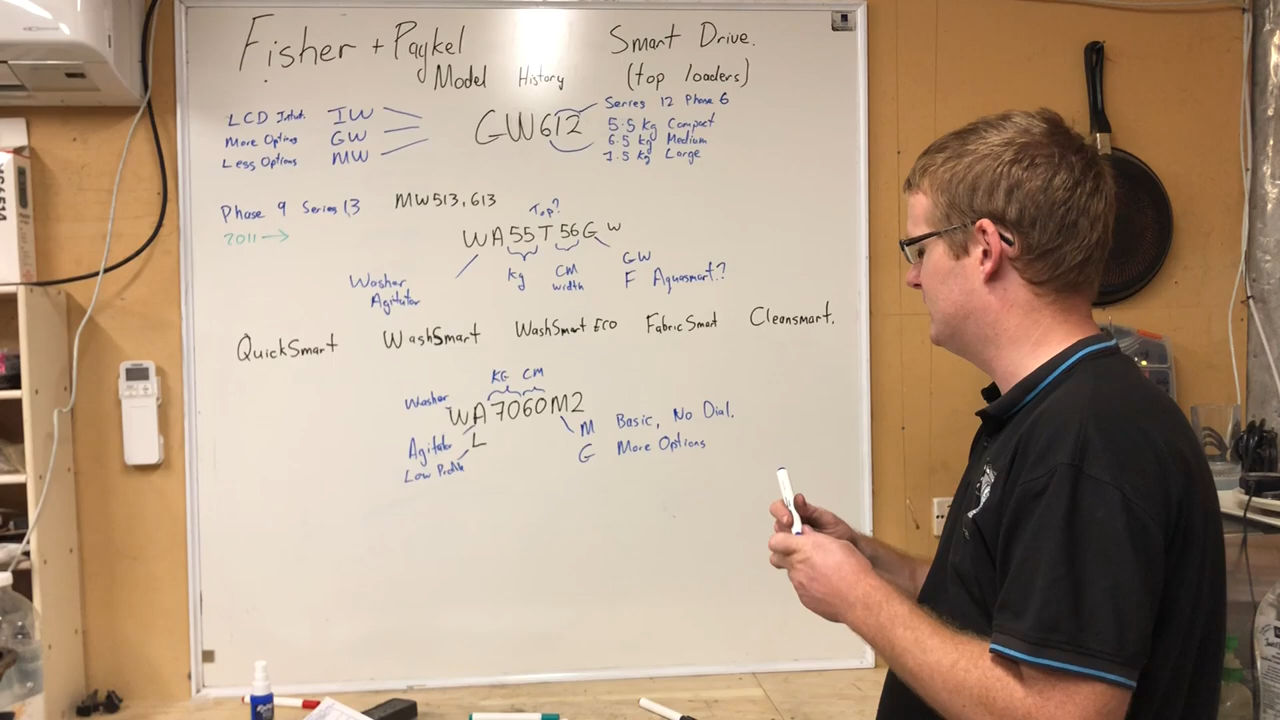 Fisher + Paykel Smart Drive.
Model History (top loaders)
LCD IW
More Options GW
Less Options MW
GW612
Series 12 Phase 6
5.5 kg Compact
6.5 kg Medium
7.5 kg Large
Phase 9 Series 13 MW513, 613
2011 →
Top?
WA55T56G W
kg CM width
GW
F Aquasmart?
Washer
Agitator
QuickSmart WashSmart WashSmart ECO FabricSmart Cleansmart.
KG CM
Washer
WA7060M2
L
Agitator
Low Profile
M Basic, No Dial.
G More Options